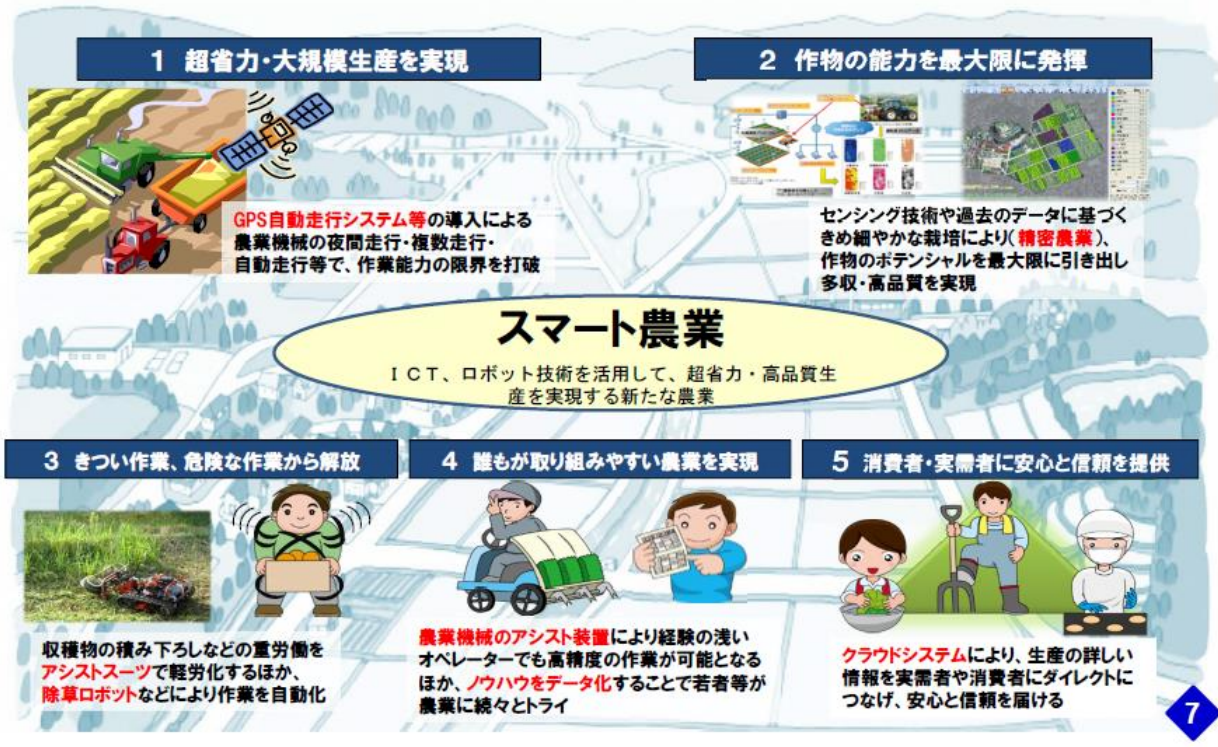 1 超省力・大規模生産を実現
GPS自動走行システム等の導入による
農業機械の夜間走行・複数走行・
自動走行等で、作業能力の限界を打破
2 作物の能力を最大限に発揮
センシング技術や過去のデータに基づく
きめ細やかな栽培により(精密農業)、
作物のポテンシャルを最大限に引き出し
多収・高品質を実現
スマート農業
ＩＣＴ、ロボット技術を活用して、超省力・高品質生
産を実現する新たな農業
3 きつい作業、危険な作業から解放
収穫物の積み下ろしなどの重労働を
アシストスーツで軽労化するほか、
除草ロボットなどにより作業を自動化
4 誰もが取り組みやすい農業を実現
農業機械のアシスト装置により経験の浅い
オペレーターでも高精度の作業が可能となる
ほか、ノウハウをデータ化することで若者等が
農業に続々とトライ
5 消費者・実需者に安心と信頼を提供
クラウドシステムにより、生産の詳しい
情報を実需者や消費者にダイレクトに
つなげ、安心と信頼を届ける
7